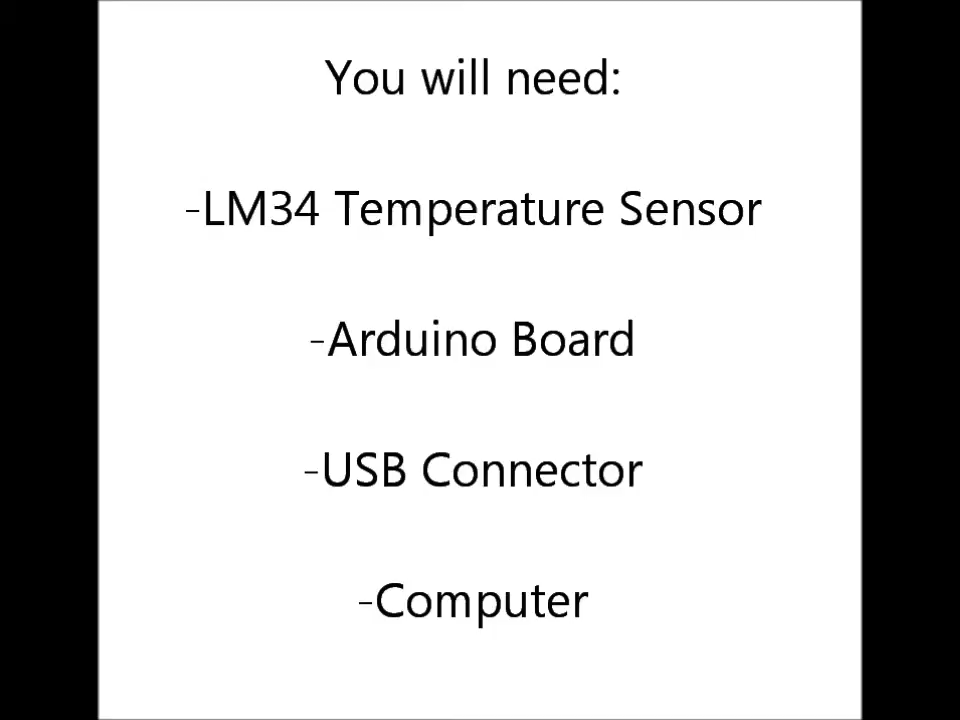 You will need:
-LM34 Temperature Sensor
-Arduino Board
-USB Connector
-Computer